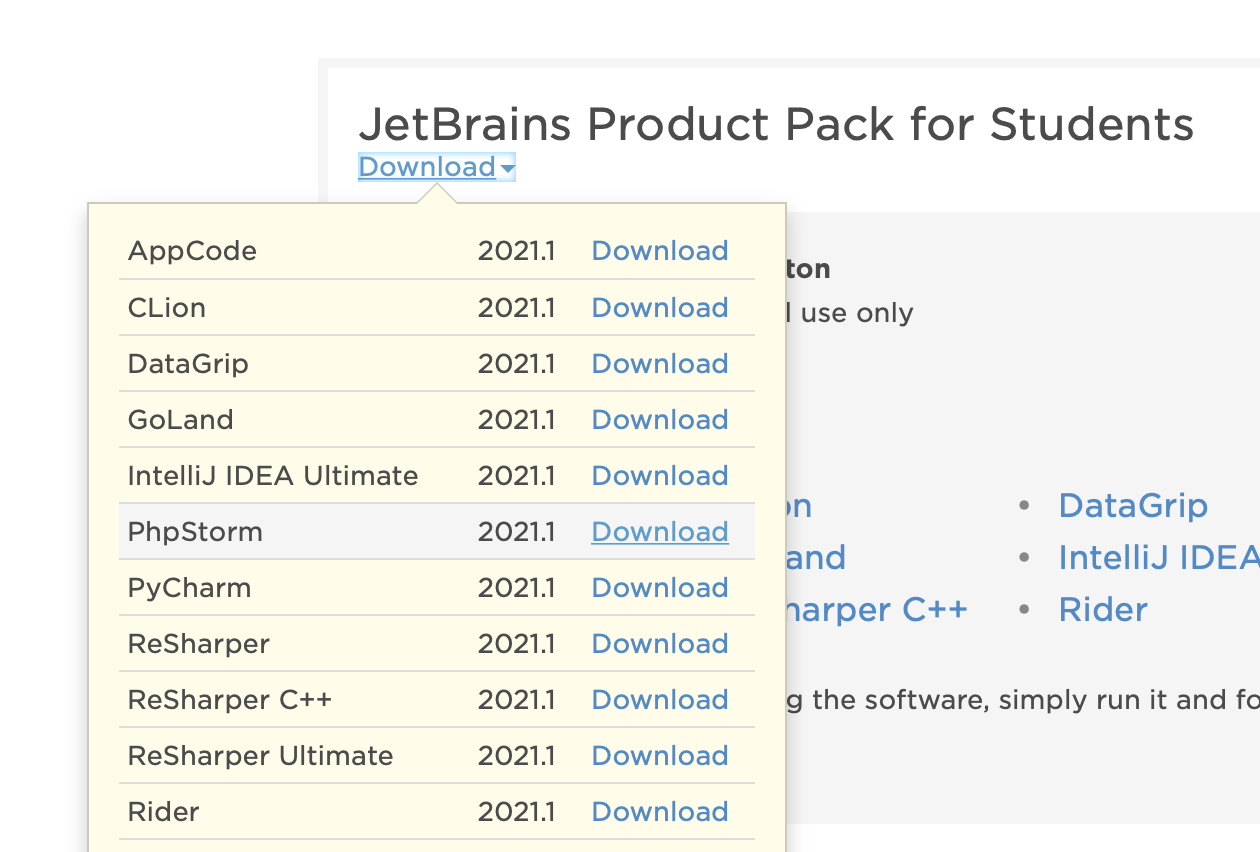 JetBrains Product Pack for Students
Download
AppCode 2021.1 Download
CLion 2021.1 Download
DataGrip 2021.1 Download
GoLand 2021.1 Download
IntelliJ IDEA Ultimate 2021.1 Download
PhpStorm 2021.1 Download
PyCharm 2021.1 Download
ReSharper 2021.1 Download
ReSharper C++ 2021.1 Download
ReSharper Ultimate 2021.1 Download
Rider 2021.1 Download
ton
l use only
on
• DataGrip
and
• IntelliJ IDEA
harper C++
• Rider
g the software, simply run it and fo